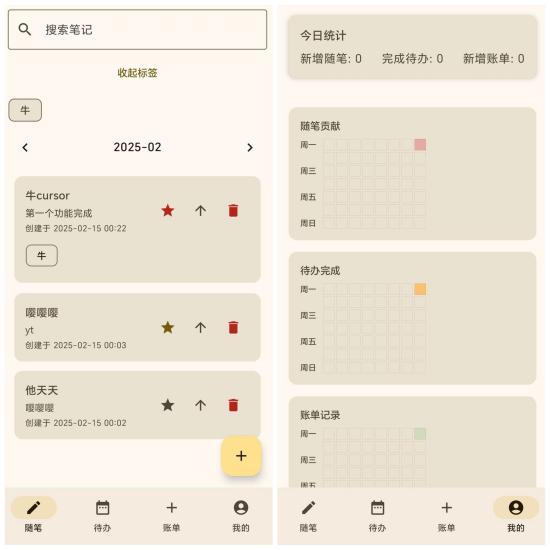 搜索笔记
收起标签
牛
2025-02
牛cursor
第一个功能完成
创建于 2025-02-15 00:22
牛
嘤嘤嘤
yt
创建于 2025-02-15 00:03
他天天
嘤嘤嘤
创建于 2025-02-15 00:02
随笔 待办 账单 我的
今日统计
新增随笔: 0 完成待办: 0 新增账单: 0
随笔贡献
周一
周三
周五
周日
待办完成
周一
周三
周五
周日
账单记录
周一
周三
周五
随笔 待办 账单 我的